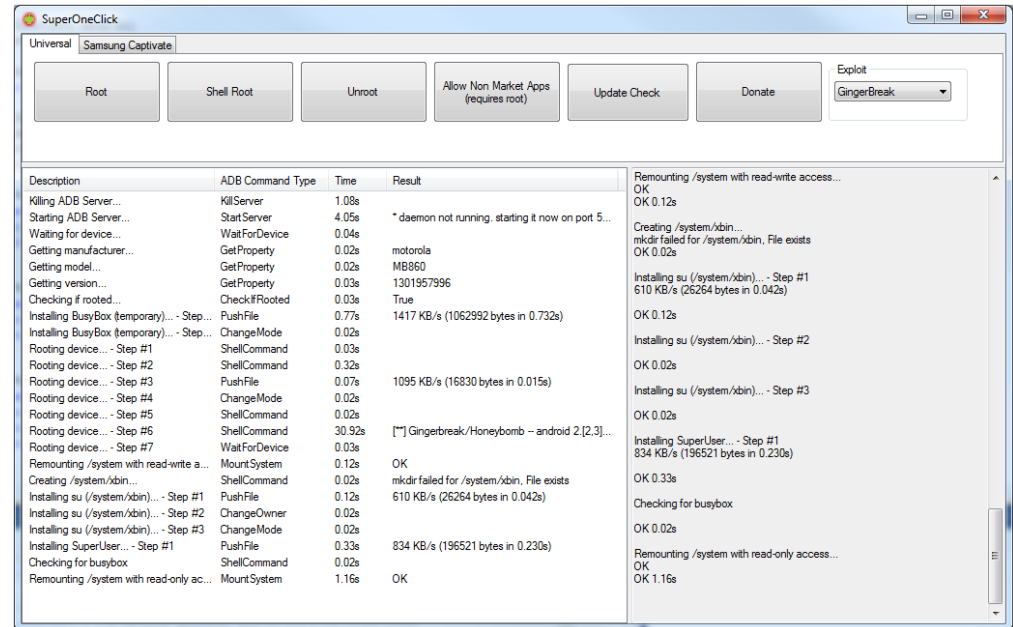 SuperOneClick
Universal Samsung Captivate
Root Shell Root Unroot Allow Non Market Apps (requires root) Update Check Donate
Exploit
GingerBreak
Description ADB Command Type Time Result
Killing ADB Server... KillServer 1.08s
Starting ADB Server... StartServer 4.05s * daemon not running. starting it now on port 5...
Waiting for device... WaitForDevice 0.04s
Getting manufacturer... GetProperty 0.02s motorola
Getting model... GetProperty 0.02s MB860
Getting version... GetProperty 0.03s 1301957996
Checking if rooted... CheckIfRooted 0.03s True
Installing BusyBox (temporary)... - Step... PushFile 0.77s 1417 KB/s (1062992 bytes in 0.732s)
Installing BusyBox (temporary)... - Step... ChangeMode 0.02s
Rooting device... - Step #1 ShellCommand 0.03s
Rooting device... - Step #2 ShellCommand 0.32s
Rooting device... - Step #3 PushFile 0.07s 1095 KB/s (16830 bytes in 0.015s)
Rooting device... - Step #4 ChangeMode 0.02s
Rooting device... - Step #5 ShellCommand 0.02s
Rooting device... - Step #6 ShellCommand 30.92s [**] Gingerbreak/Honeybomb -- android 2.[2,3]...
Rooting device... - Step #7 WaitForDevice 0.03s
Remounting /system with read-write a... MountSystem 0.12s OK
Creating /system/xbin... ShellCommand 0.02s mkdir failed for /system/xbin, File exists
Installing su (/system/xbin)... - Step #1 PushFile 0.12s 610 KB/s (26264 bytes in 0.042s)
Installing su (/system/xbin)... - Step #2 ChangeOwner 0.02s
Installing su (/system/xbin)... - Step #3 ChangeMode 0.02s
Installing SuperUser... - Step #1 PushFile 0.33s 834 KB/s (196521 bytes in 0.230s)
Checking for busybox ShellCommand 0.02s
Remounting /system with read-only ac... MountSystem 1.16s OK
Remounting /system with read-write access...
OK
OK 0.12s
Creating /system/xbin...
mkdir failed for /system/xbin, File exists
OK 0.02s
Installing su (/system/xbin)... - Step #1
610 KB/s (26264 bytes in 0.042s)
OK 0.12s
Installing su (/system/xbin)... - Step #2
OK 0.02s
Installing su (/system/xbin)... - Step #3
OK 0.02s
Installing SuperUser... - Step #1
834 KB/s (196521 bytes in 0.230s)
OK 0.33s
Checking for busybox
OK 0.02s
Remounting /system with read-only access...
OK
OK 1.16s